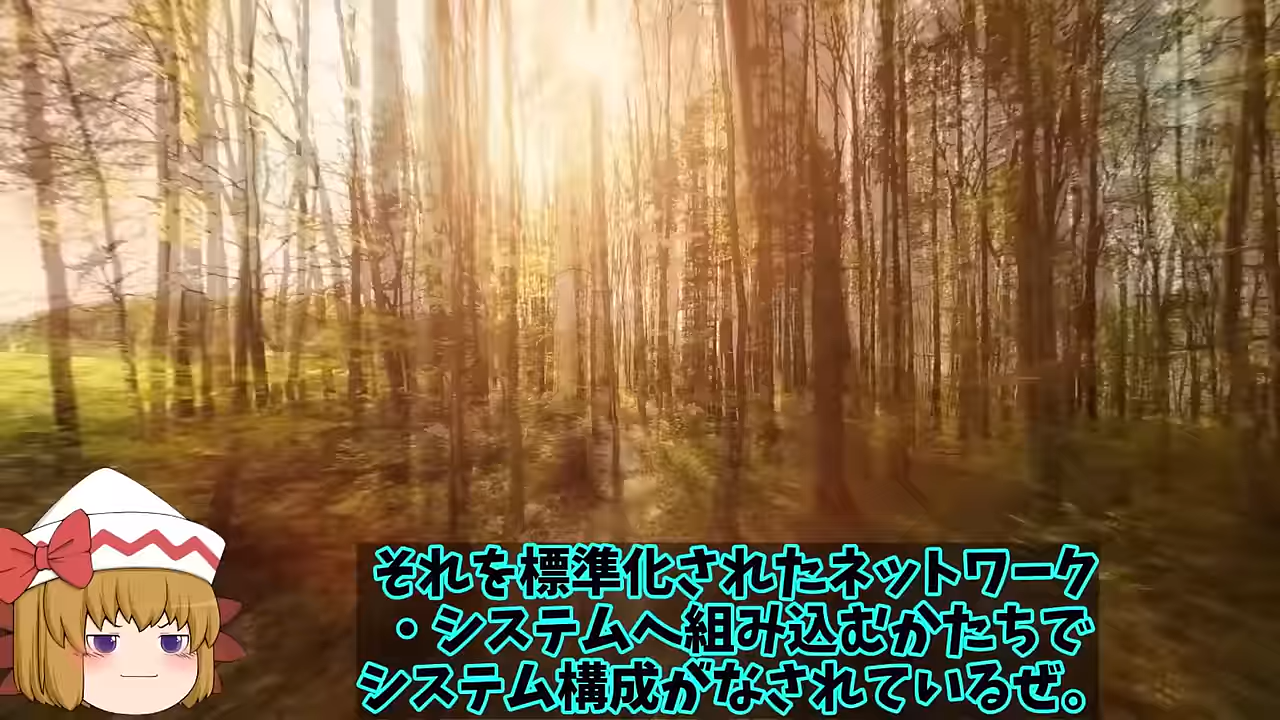 それを標準化されたネットワーク
・システムへ組み込むかたちで
システム構成がなされているぜ。